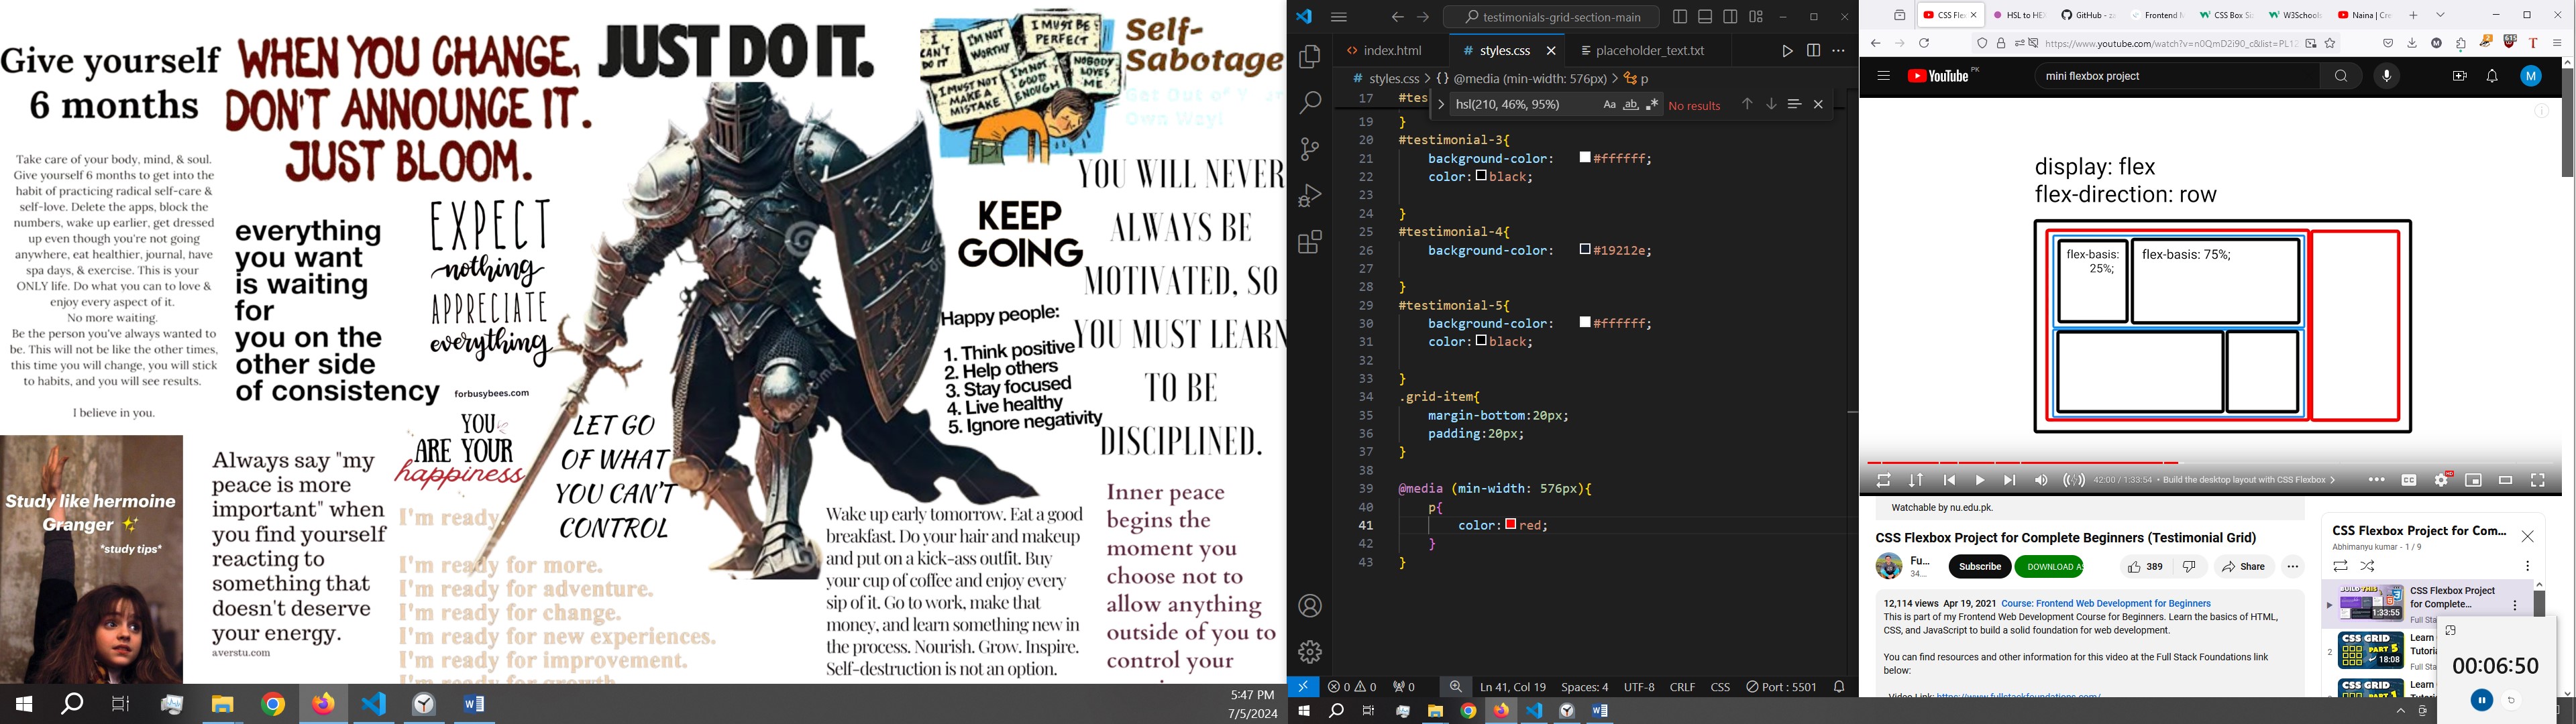 Give yourself
6 months
Take care of your body, mind, & soul.
Give yourself 6 months to get into the
habit of practicing radical self-care &
self-love. Delete the apps, block the
numbers, wake up earlier, get dressed
up even though you're not going
anywhere, eat healthier, journal, have
spa days, & exercise. This is your
ONLY life. Do what you can to love &
enjoy every aspect of it.
No more waiting.
Be the person you've always wanted to
be. This will not be like the other times,
this time you will change, you will stick
to habits, and you will see results.
I believe in you.
WHEN YOU CHANGE,
DON'T ANNOUNCE IT.
JUST BLOOM.
everything
you want
is waiting
for
you on the
other side
of consistency
EXPECT
nothing
APPRECIATE
everything
forbusybees.com
JUST DO IT.
I CAN'T DO IT
I'M NOT WORTHY
I MUST BE PERFECT
I MUST NOT MAKE A MISTAKE
I'M NOT GOOD ENOUGH
NOBODY LOVES ME
Self-
Sabotage
Get Out of Your
Own Way!
KEEP
GOING
YOU WILL NEVER
ALWAYS BE
MOTIVATED, SO
YOU MUST LEARN
TO BE
DISCIPLINED.
Happy people:
1. Think positive
2. Help others
3. Stay focused
4. Live healthy
5. Ignore negativity
Study like hermoine
Granger
*study tips*
Always say "my
peace is more
important" when
you find yourself
reacting to
something that
doesn't deserve
your energy.
averstu.com
YOU
ARE YOUR
happiness
LET GO
OF WHAT
YOU CAN'T
CONTROL
I'm ready.
I'm ready for more.
I'm ready for adventure.
I'm ready for change.
I'm ready for new experiences.
I'm ready for improvement.
Wake up early tomorrow. Eat a good
breakfast. Do your hair and makeup
and put on a kick-ass outfit. Buy
your cup of coffee and enjoy every
sip of it. Go to work, make that
money, and learn something new in
the process. Nourish. Grow. Inspire.
Self-destruction is not an option.
Inner peace
begins the
moment you
choose not to
allow anything
outside of you to
control your
5:47 PM
7/5/2024
testimonials-grid-section-main
index.html
styles.css
placeholder_text.txt
styles.css > {} @media (min-width: 576px) > p
hsl(210, 46%, 95%)
Aa
ab
No results
17 #tes
19 }
20 #testimonial-3{
21 background-color: #ffffff;
22 color: black;
23
24 }
25 #testimonial-4{
26 background-color: #19212e;
27
28 }
29 #testimonial-5{
30 background-color: #ffffff;
31 color: black;
32
33 }
34 .grid-item{
35 margin-bottom:20px;
36 padding:20px;
37 }
38
39 @media (min-width: 576px){
40 p{
41 color: red;
42 }
43 }
0 0 0
Ln 41, Col 19 Spaces: 4 UTF-8 CRLF CSS Port : 5501
CSS Fle
HSL to HE
GitHub - za
Frontend M
CSS Box Si
W3Schools
Naina | Cre
https://www.youtube.com/watch?v=n0QmD2i90_c&list=PL12
YouTube PK
mini flexbox project
M
display: flex
flex-direction: row
flex-basis:
25%;
flex-basis: 75%;
42:00 / 1:33:54 • Build the desktop layout with CSS Flexbox >
CC
HD
Watchable by nu.edu.pk.
CSS Flexbox Project for Complete Beginners (Testimonial Grid)
Fu...
34....
Subscribe
DOWNLOAD AS
389
Share
12,114 views Apr 19, 2021 Course: Frontend Web Development for Beginners
This is part of my Frontend Web Development Course for Beginners. Learn the basics of HTML,
CSS, and JavaScript to build a solid foundation for web development.
You can find resources and other information for this video at the Full Stack Foundations link
below:
Video Link: https://www.fullstackfoundations.com/
CSS Flexbox Project for Com...
Abhimanyu kumar - 1 / 9
BUILD THIS
1:33:55
CSS Flexbox Project
for Complete...
Full Sta
2
CSS GRID
PART 5
18:08
Learn
Tutoria
Full Sta
CSS GRID
Learn
00:06:50